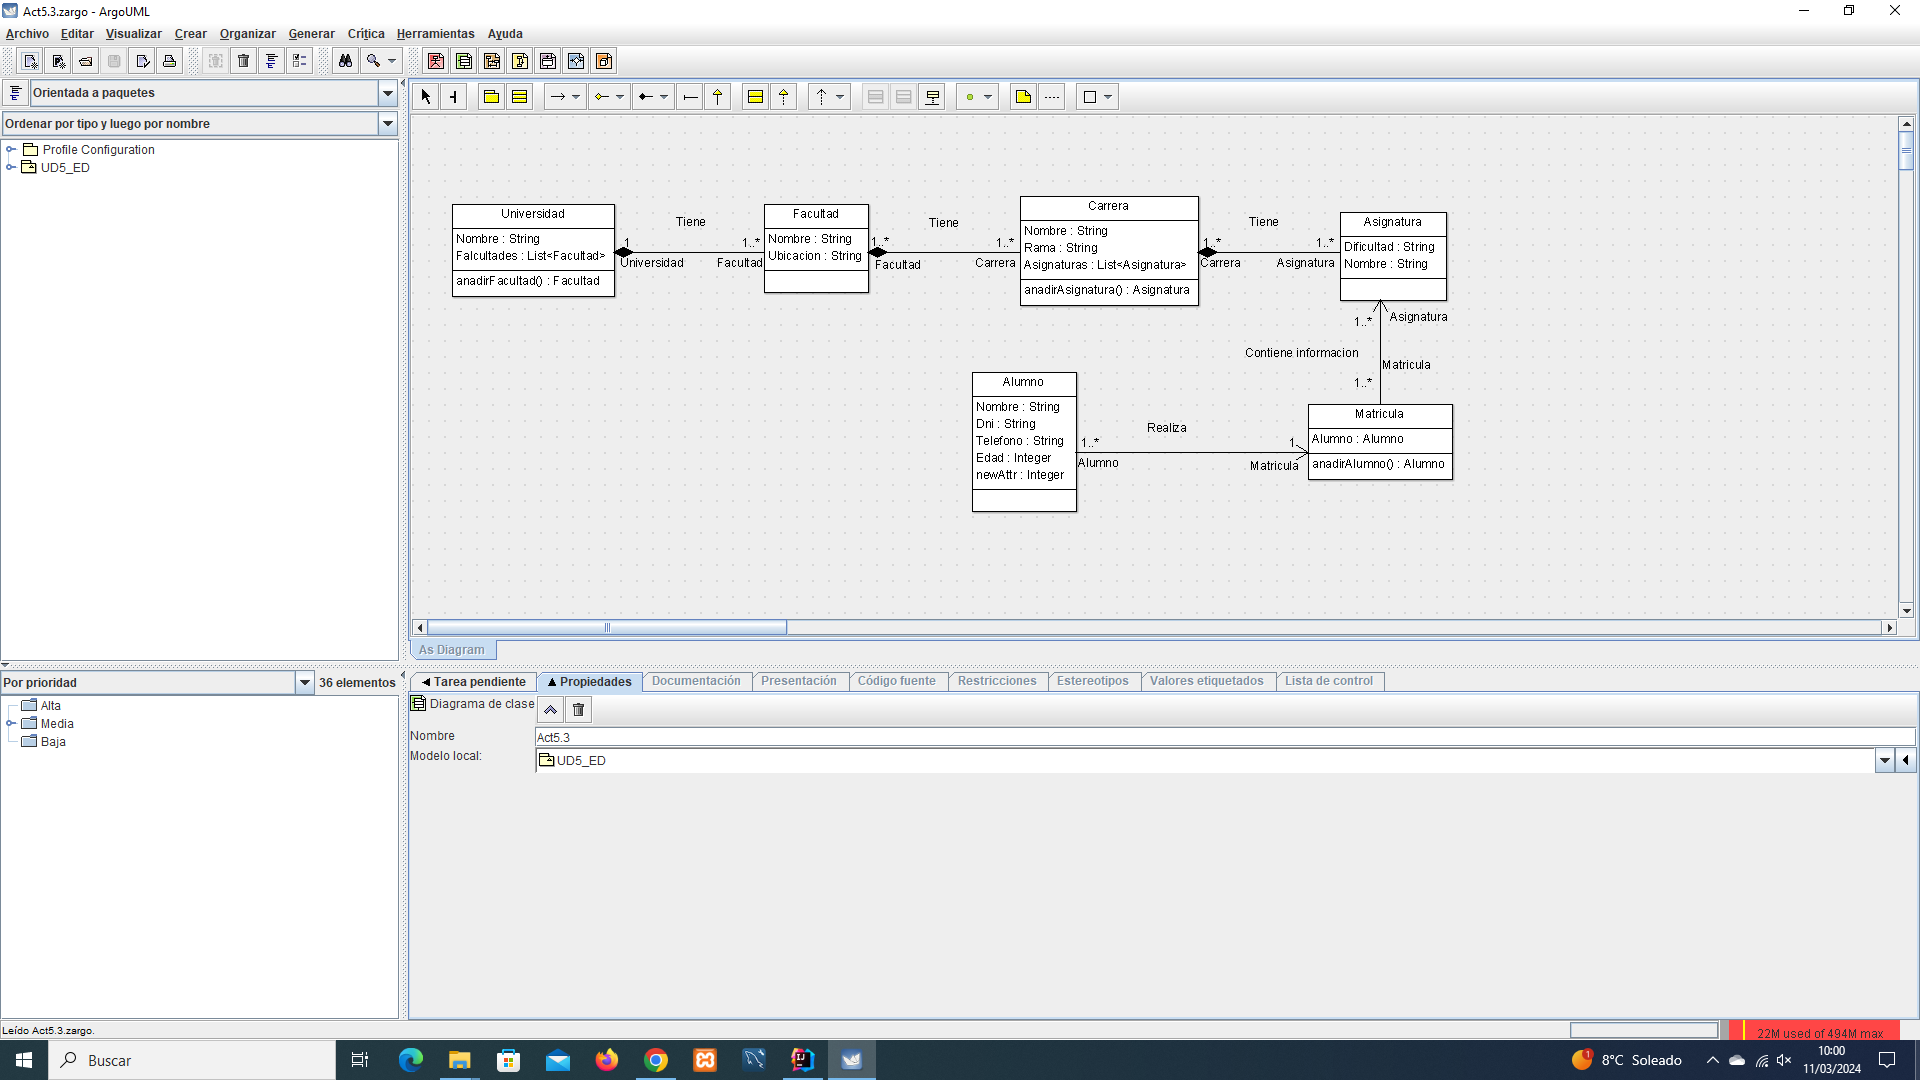 Act5.3.zargo - ArgoUML
Archivo Editar Visualizar Crear Organizar Generar Crítica Herramientas Ayuda
Orientada a paquetes
Ordenar por tipo y luego por nombre
Profile Configuration
UD5_ED
Universidad
Nombre : String
Falcultades : List<Facultad>
anadirFacultad() : Facultad
Tiene
1
1..*
Universidad
Facultad
Facultad
Nombre : String
Ubicacion : String
Tiene
1..*
1..*
Facultad
Carrera
Carrera
Nombre : String
Rama : String
Asignaturas : List<Asignatura>
anadirAsignatura() : Asignatura
Tiene
1..*
1..*
Carrera
Asignatura
Asignatura
Dificultad : String
Nombre : String
1..*
Asignatura
Contiene informacion
Matricula
1..*
Alumno
Nombre : String
Dni : String
Telefono : String
Edad : Integer
newAttr : Integer
Realiza
1..*
1
Alumno
Matricula
Matricula
Alumno : Alumno
anadirAlumno() : Alumno
As Diagram
Por prioridad
36 elementos
Alta
Media
Baja
Tarea pendiente Propiedades Documentación Presentación Código fuente Restricciones Estereotipos Valores etiquetados Lista de control
Diagrama de clase
Nombre
Act5.3
Modelo local:
UD5_ED
Leído Act5.3.zargo.
22M used of 494M max
Buscar
1
8°C Soleado
10:00
11/03/2024